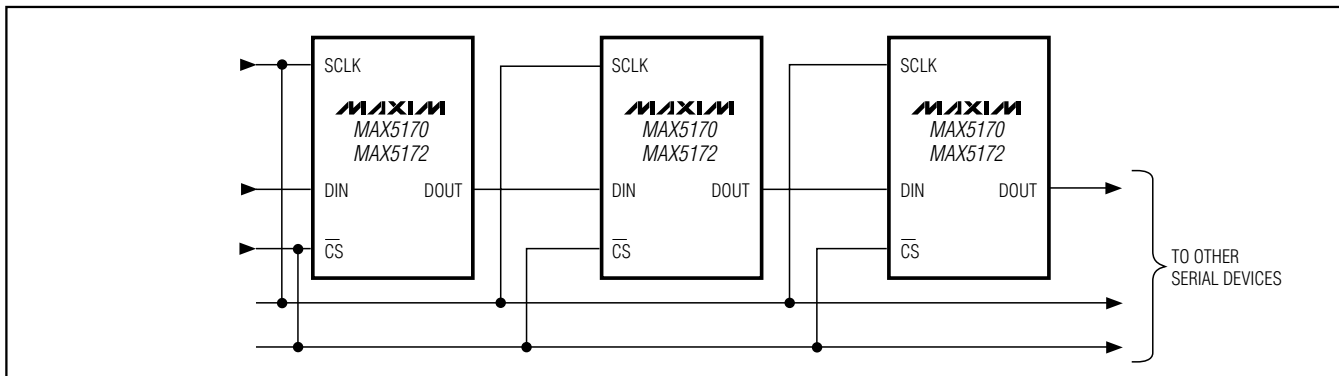 SCLK
MAXIM
MAX5170
MAX5172
DIN DOUT
CS
SCLK
MAXIM
MAX5170
MAX5172
DIN DOUT
CS
SCLK
MAXIM
MAX5170
MAX5172
DIN DOUT
CS
TO OTHER
SERIAL DEVICES